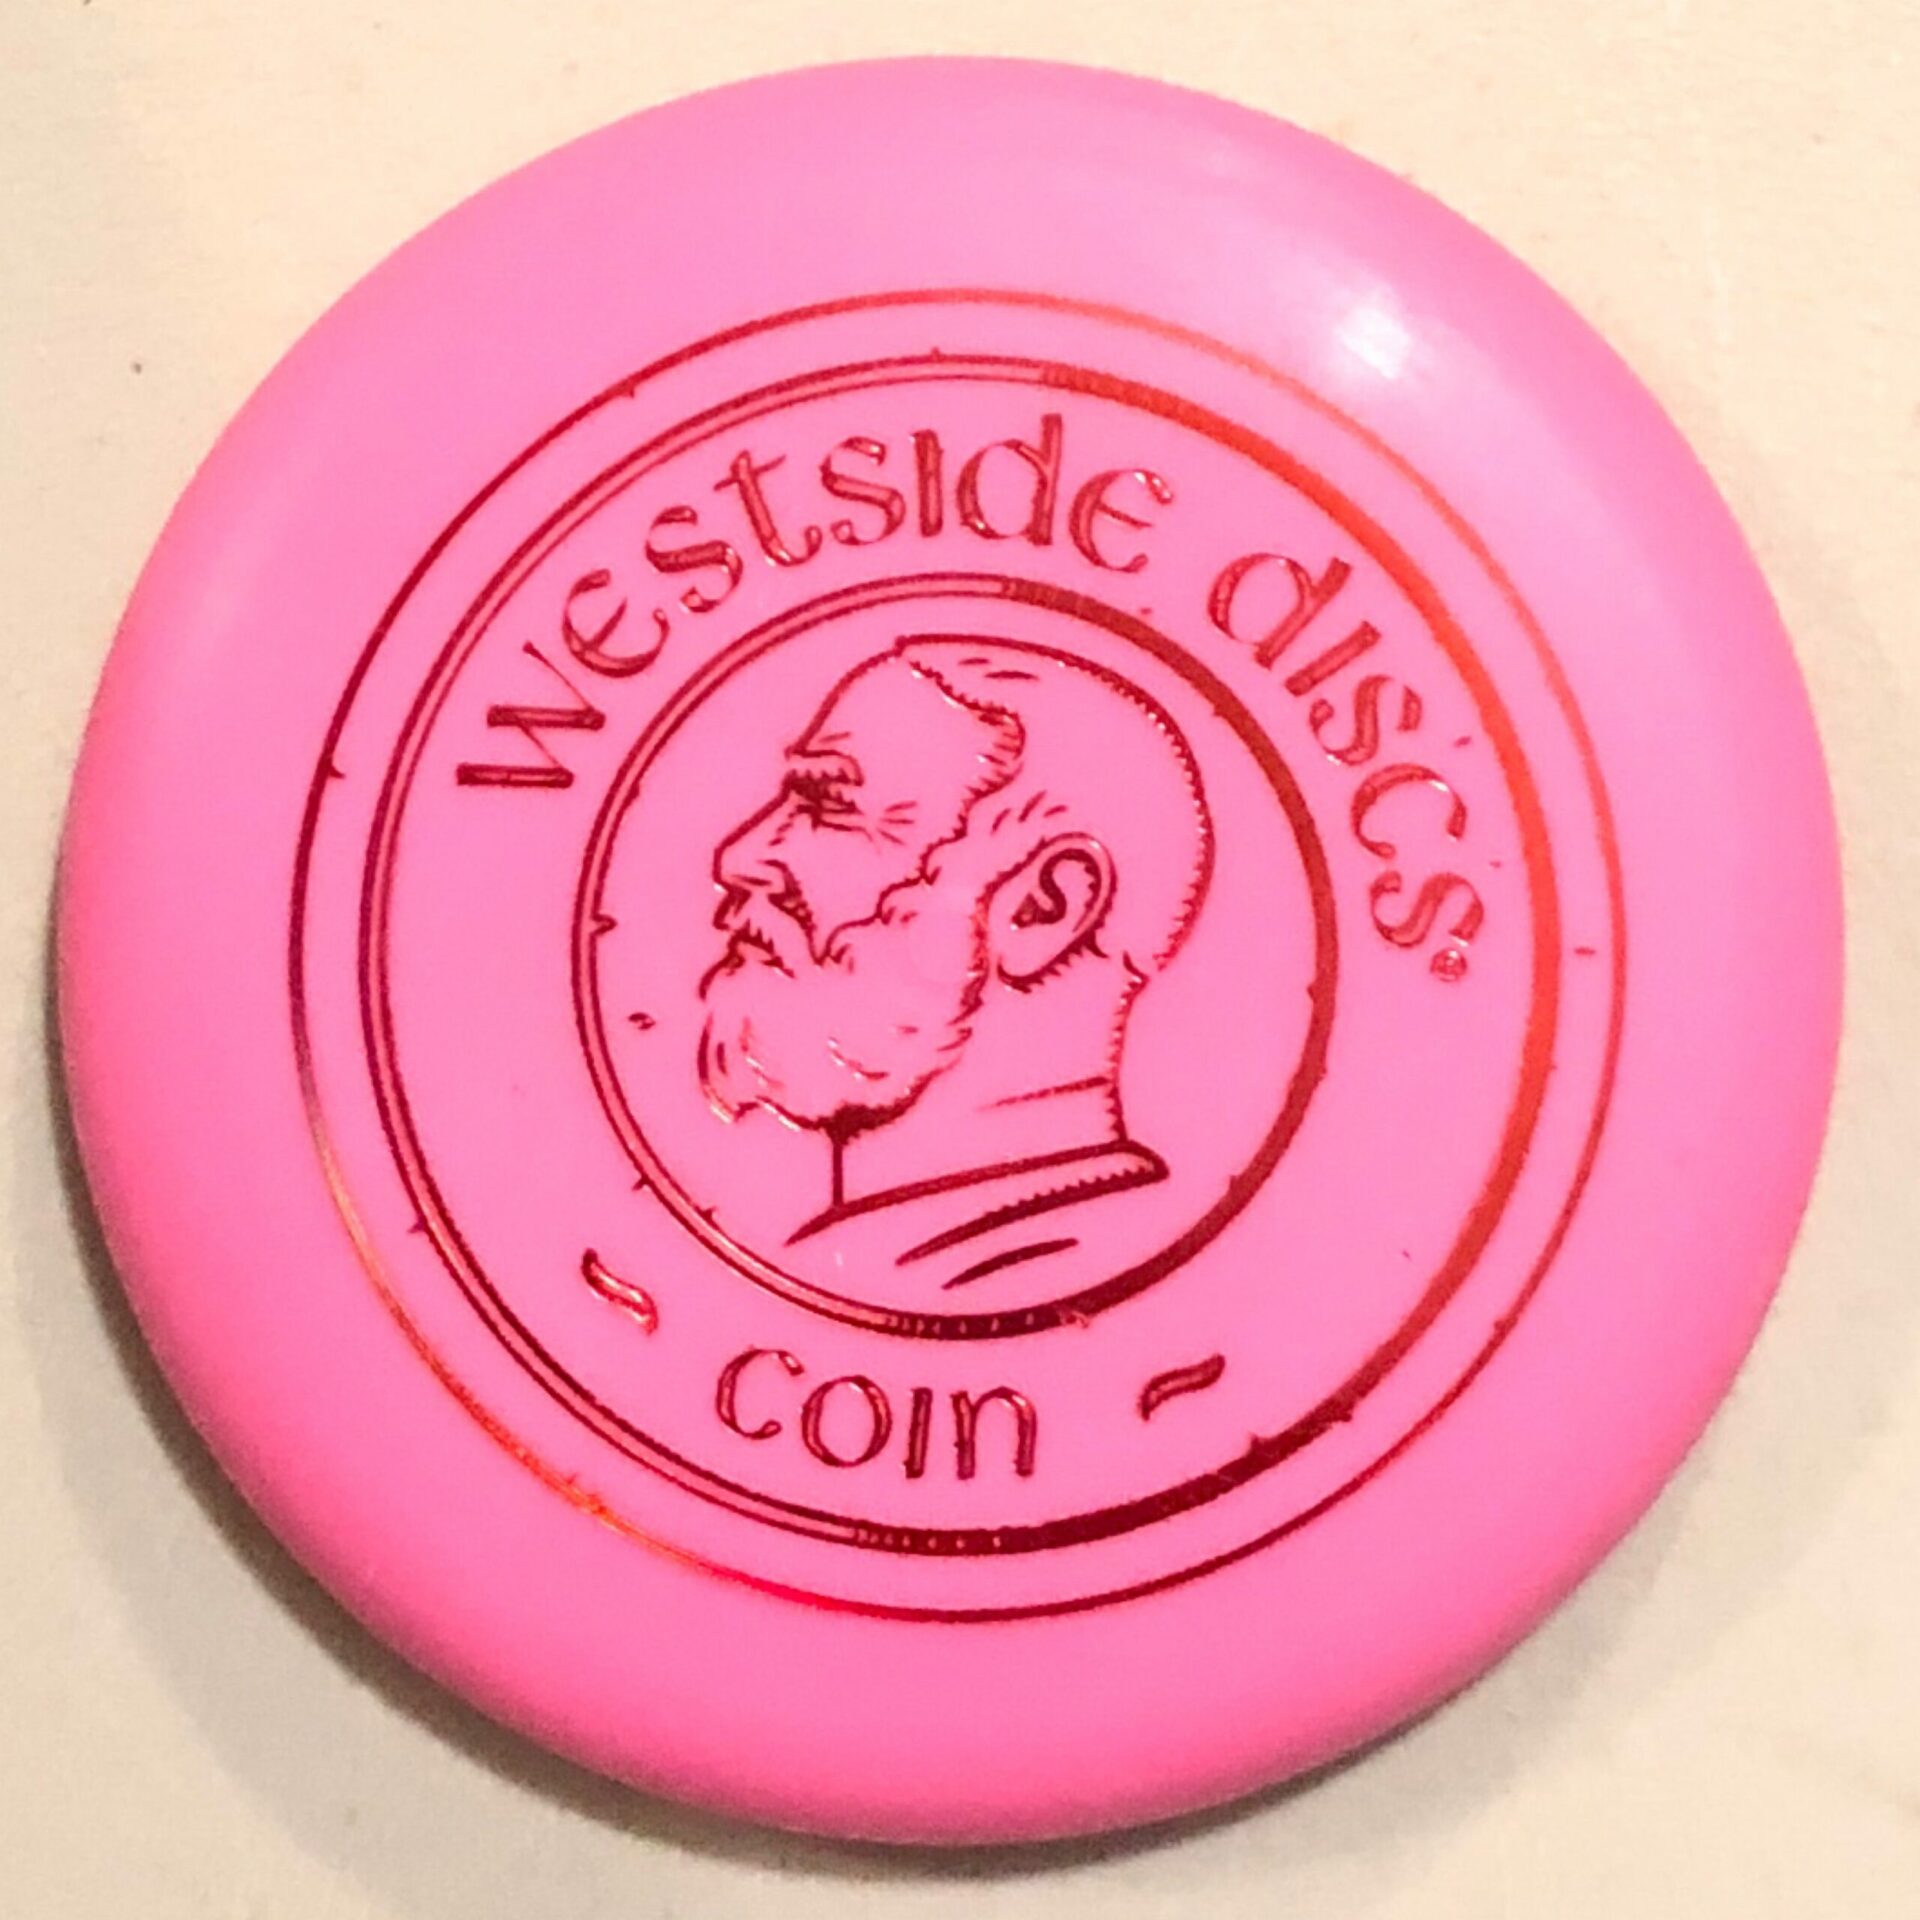 westside discs®
~ coin ~